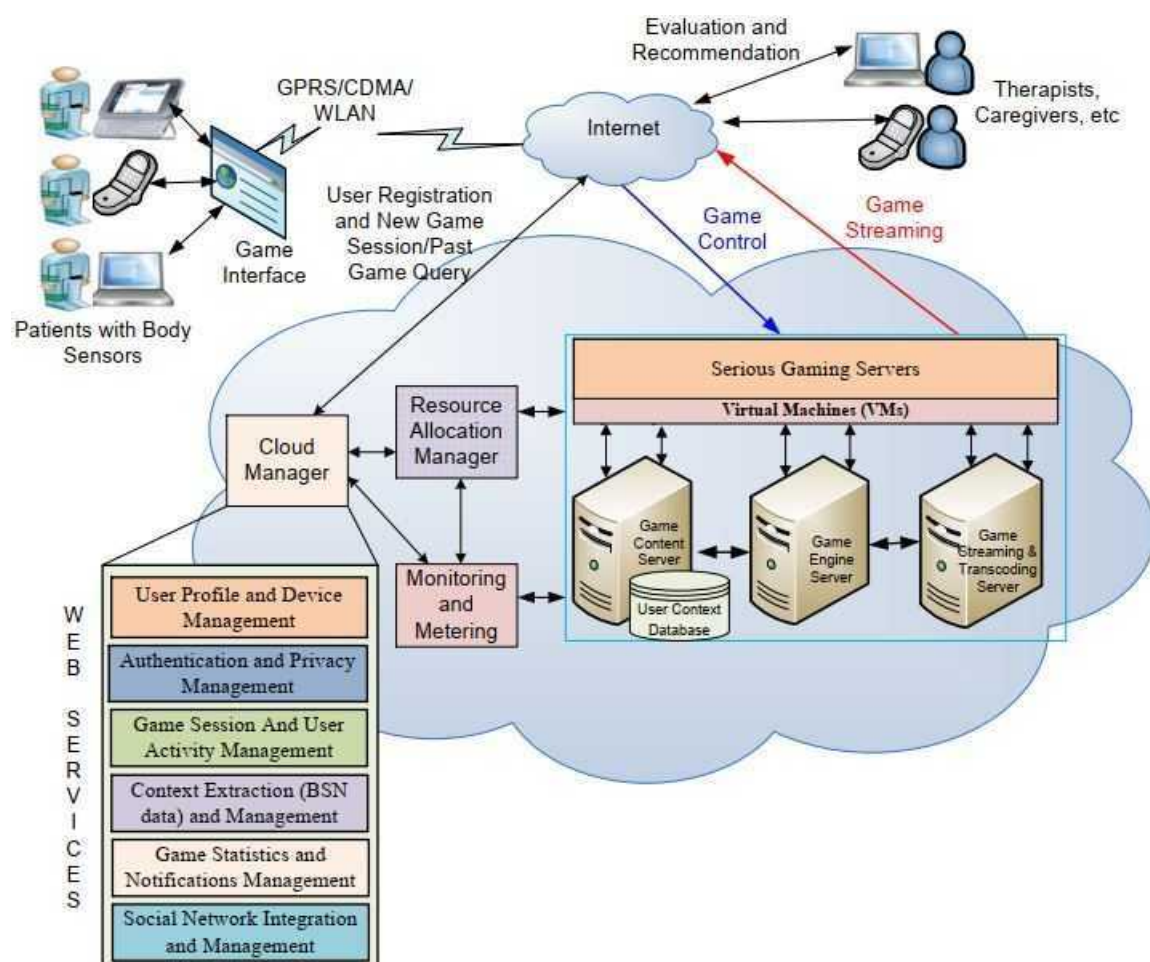 Evaluation and
Recommendation
GPRS/CDMA/
WLAN
Internet
Therapists,
Caregivers, etc
User Registration
and New Game
Session/Past
Game Query
Game
Control
Game
Streaming
Game
Interface
Patients with Body
Sensors
Serious Gaming Servers
Virtual Machines (VMs)
Resource
Allocation
Manager
Cloud
Manager
Game
Content
Server
Game
Engine
Server
Game
Streaming &
Transcoding
Server
User Context
Database
Monitoring
and
Metering
WEB SERVICES
User Profile and Device
Management
Authentication and Privacy
Management
Game Session And User
Activity Management
Context Extraction (BSN
data) and Management
Game Statistics and
Notifications Management
Social Network Integration
and Management